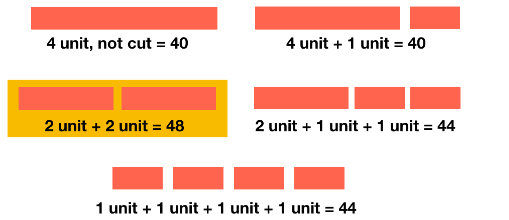 4 unit, not cut = 40
4 unit + 1 unit = 40
2 unit + 2 unit = 48
2 unit + 1 unit + 1 unit = 44
1 unit + 1 unit + 1 unit + 1 unit = 44